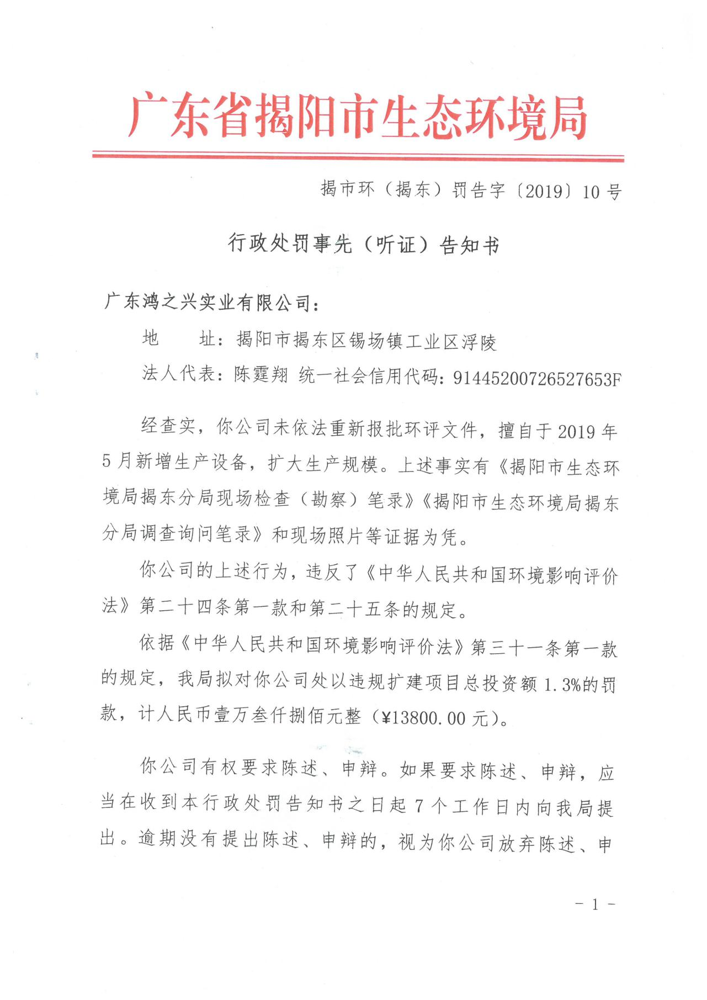 广东省揭阳市生态环境局
揭市环（揭东）罚告字〔2019〕10号
行政处罚事先（听证）告知书
广东鸿之兴实业有限公司：
地　　址：揭阳市揭东区锡场镇工业区浮陵
法人代表：陈霆翔 统一社会信用代码：91445200726527653F
经查实，你公司未依法重新报批环评文件，擅自于2019年
5月新增生产设备，扩大生产规模。上述事实有《揭阳市生态环
境局揭东分局现场检查（勘察）笔录》《揭阳市生态环境局揭东
分局调查询问笔录》和现场照片等证据为凭。
你公司的上述行为，违反了《中华人民共和国环境影响评价
法》第二十四条第一款和第二十五条的规定。
依据《中华人民共和国环境影响评价法》第三十一条第一款
的规定，我局拟对你公司处以违规扩建项目总投资额1.3%的罚
款，计人民币壹万叁仟捌佰元整（¥13800.00元）。
你公司有权要求陈述、申辩。如果要求陈述、申辩，应
当在收到本行政处罚告知书之日起7个工作日内向我局提
出。逾期没有提出陈述、申辩的，视为你公司放弃陈述、申
- 1 -